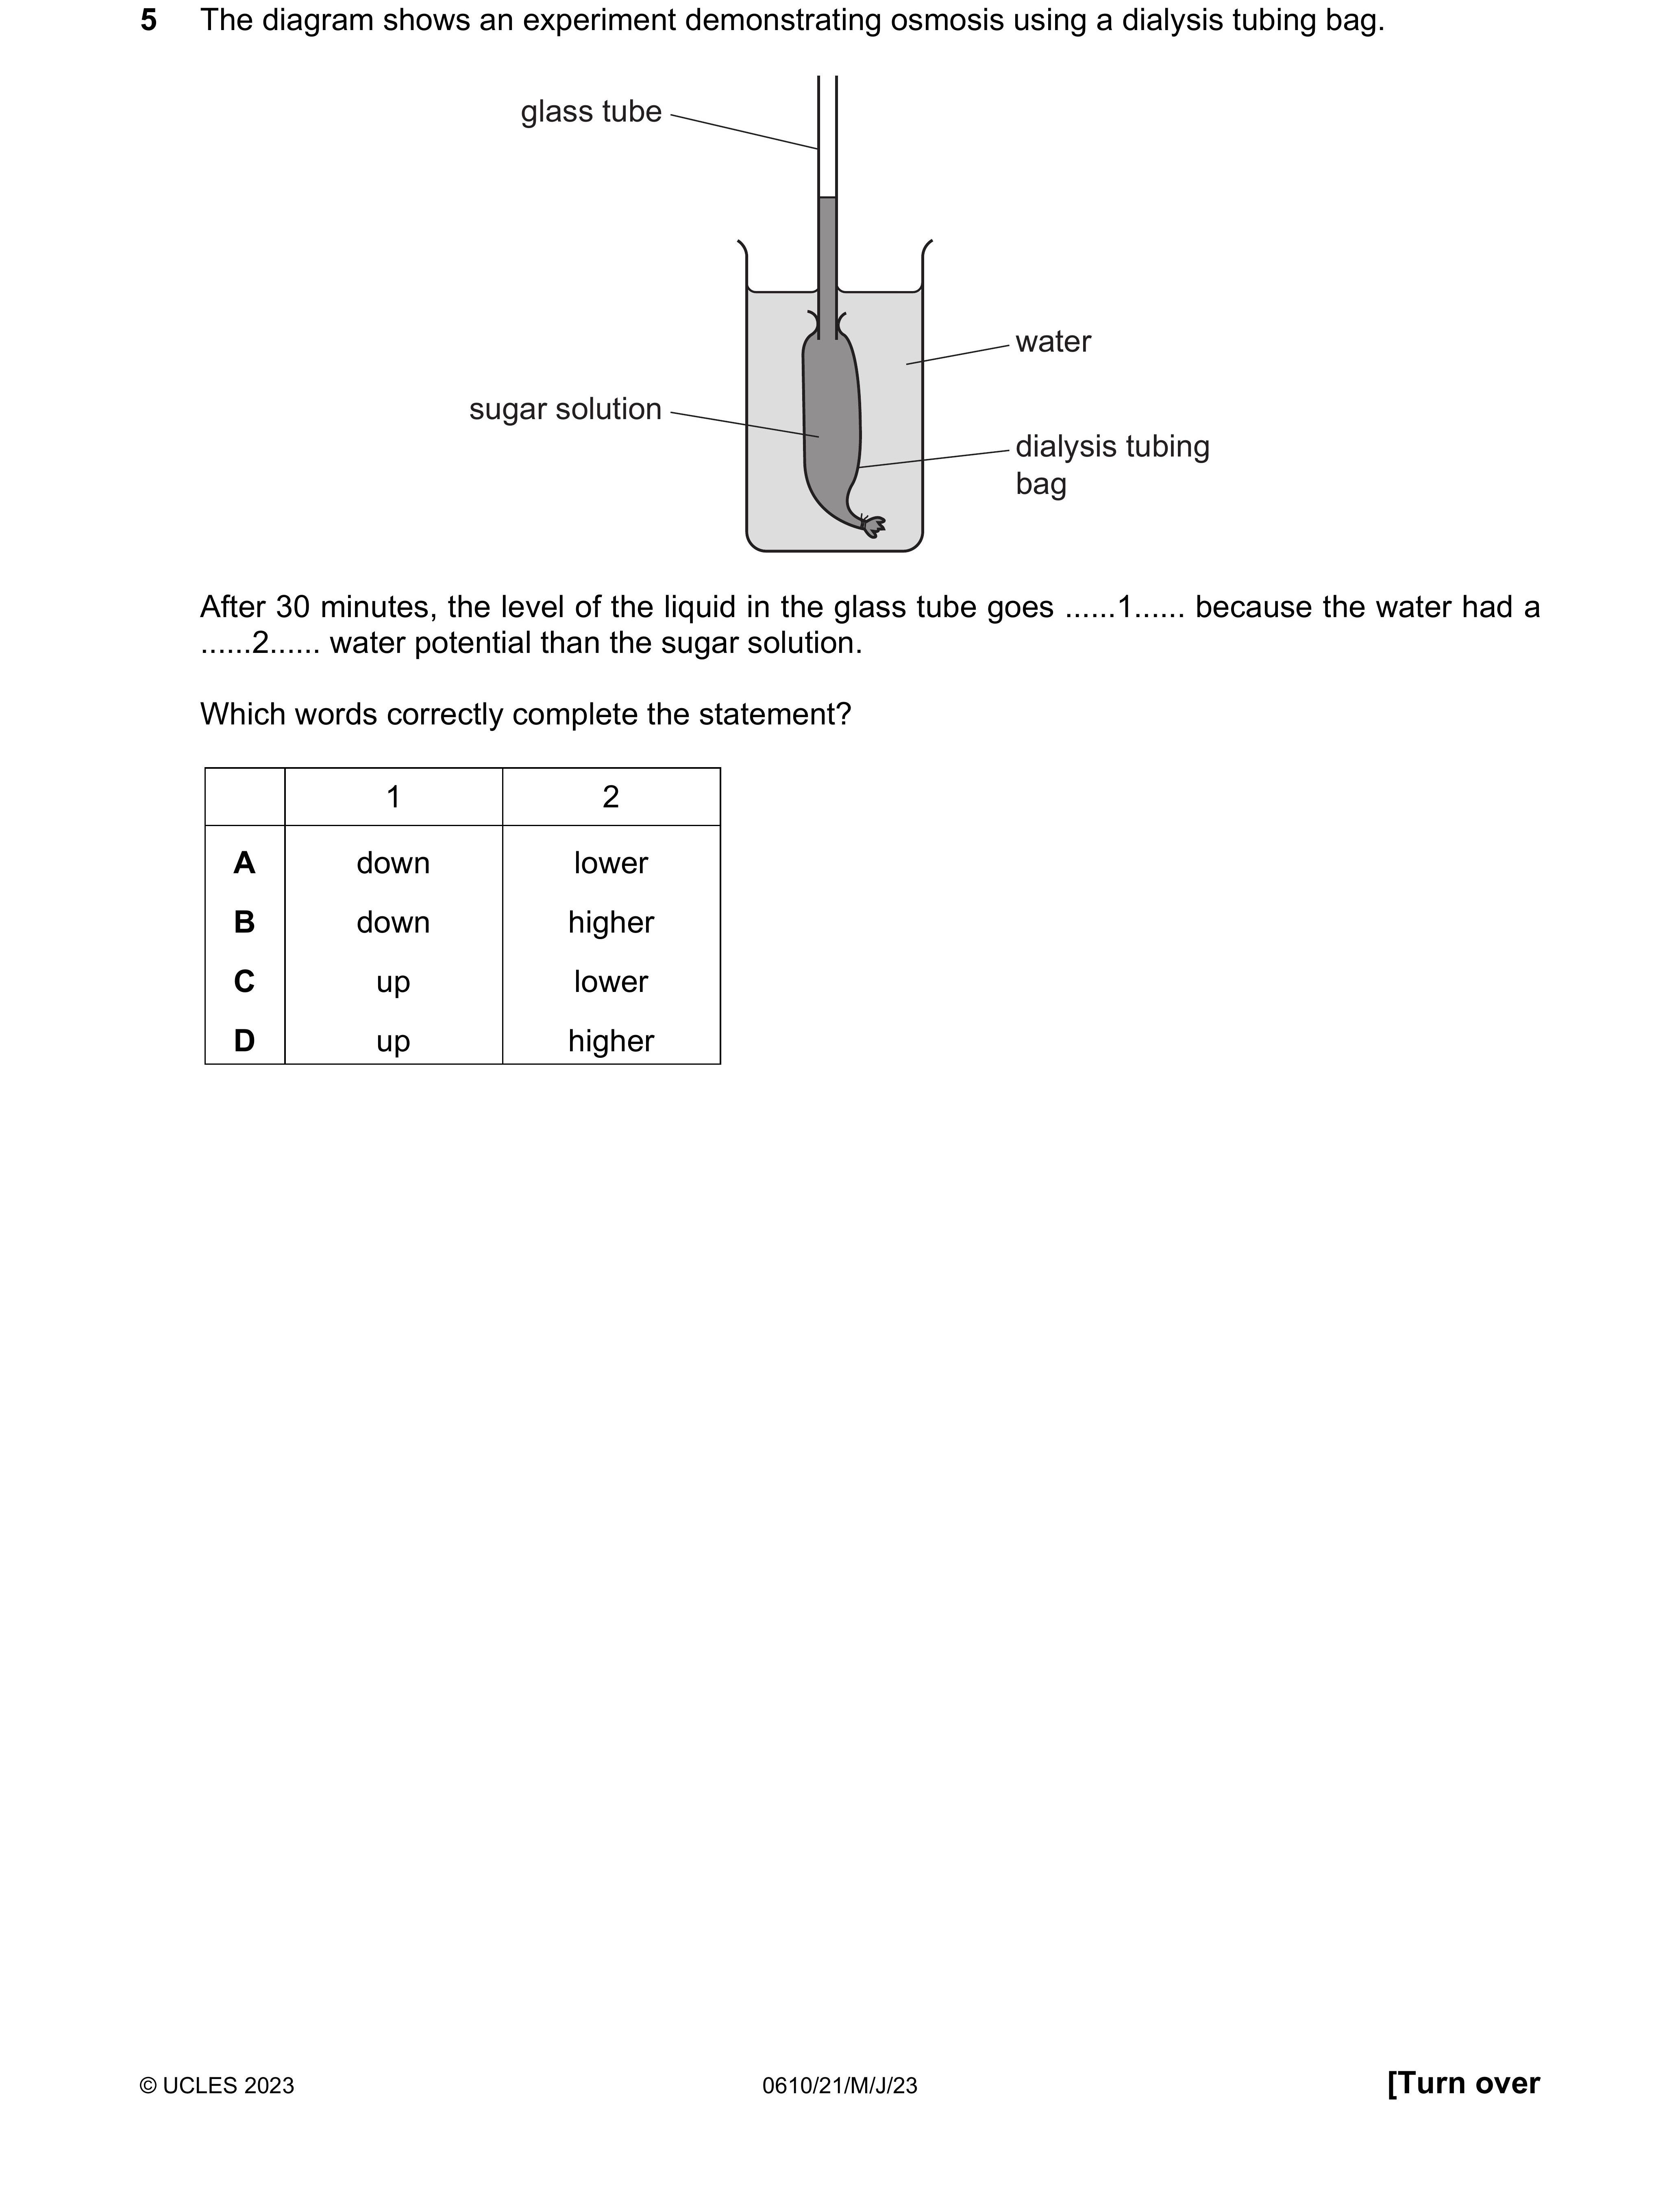 5 The diagram shows an experiment demonstrating osmosis using a dialysis tubing bag.
glass tube
water
sugar solution
dialysis tubing
bag
After 30 minutes, the level of the liquid in the glass tube goes ......1...... because the water had a
......2...... water potential than the sugar solution.
Which words correctly complete the statement?
1 2
A down lower
B down higher
C up lower
D up higher
© UCLES 2023 0610/21/M/J/23 [Turn over